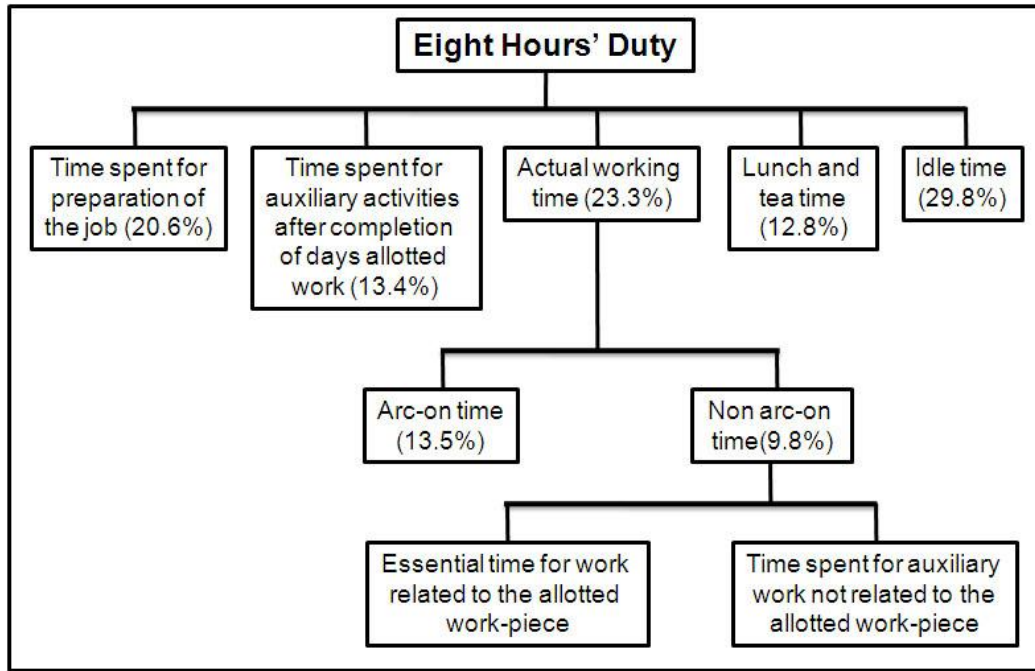 Eight Hours’ Duty
Time spent for
preparation of
the job (20.6%)
Time spent for
auxiliary activities
after completion
of days allotted
work (13.4%)
Actual working
time (23.3%)
Lunch and
tea time
(12.8%)
Idle time
(29.8%)
Arc-on time
(13.5%)
Non arc-on
time(9.8%)
Essential time for work
related to the allotted
work-piece
Time spent for auxiliary
work not related to the
allotted work-piece